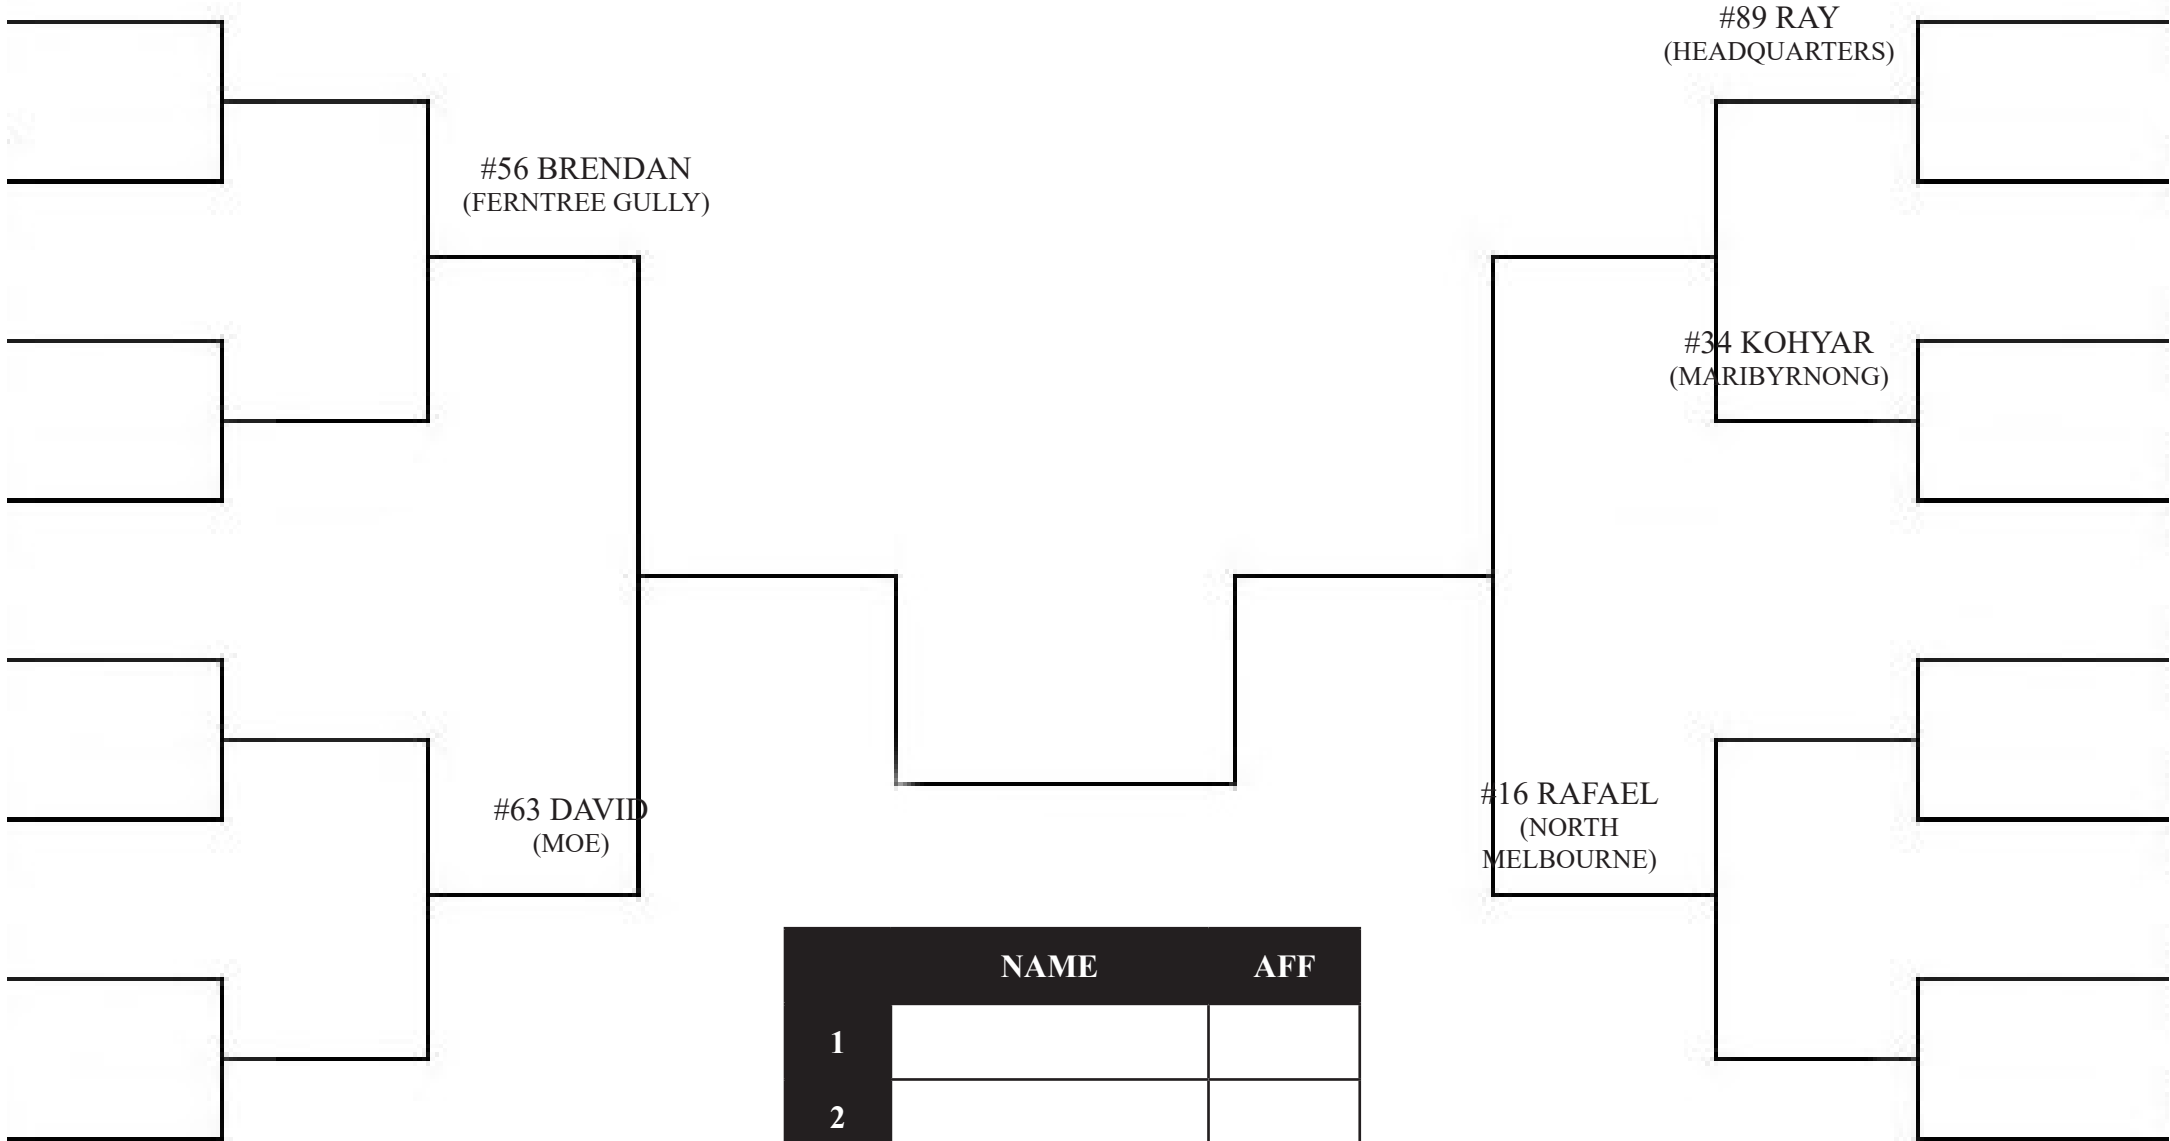 #89 RAY
(HEADQUARTERS)
#56 BRENDAN
(FERNTREE GULLY)
#34 KOHYAR
(MARIBYRNONG)
#63 DAVID
(MOE)
#16 RAFAEL
(NORTH
MELBOURNE)
NAME AFF
1
2